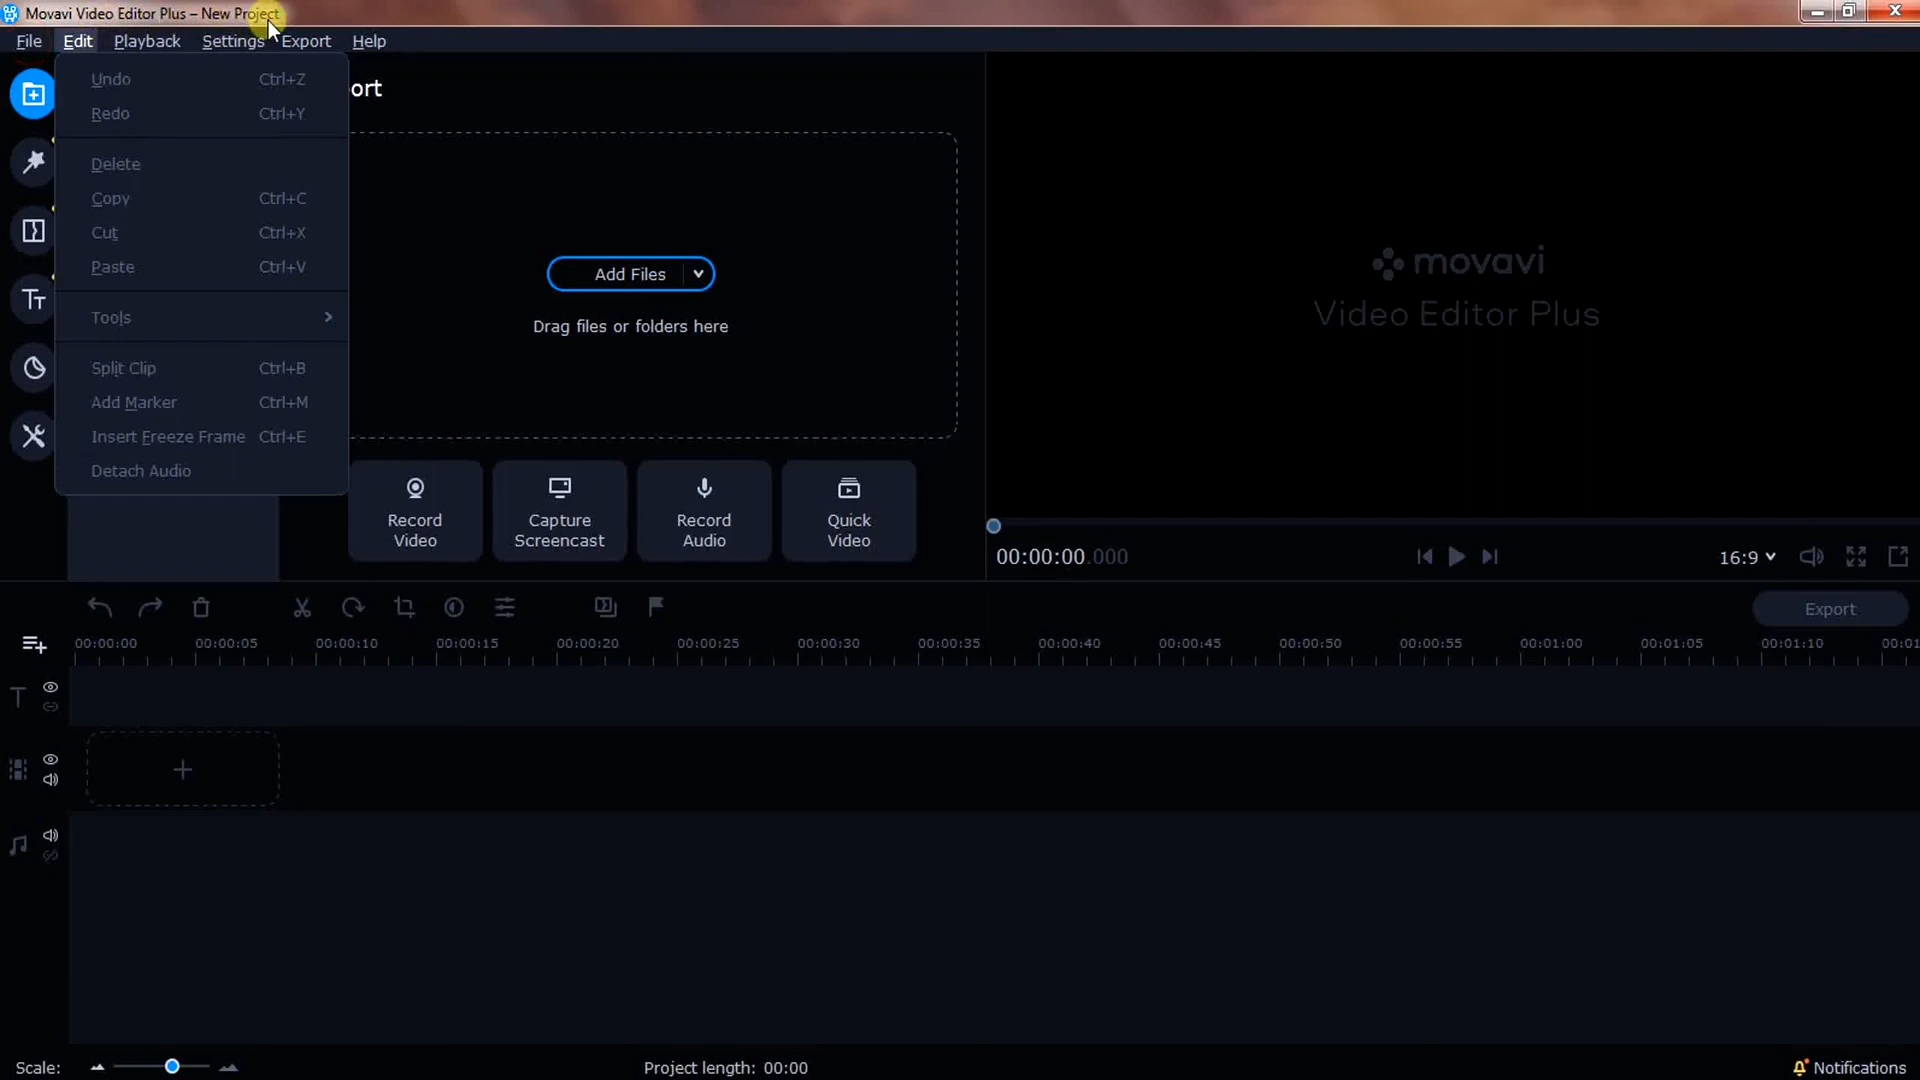 Movavi Video Editor Plus – New Project
File Edit Playback Settings Export Help
Undo Ctrl+Z
Redo Ctrl+Y
Delete
Copy Ctrl+C
Cut Ctrl+X
Paste Ctrl+V
Tools
Split Clip Ctrl+B
Add Marker Ctrl+M
Insert Freeze Frame Ctrl+E
Detach Audio
ort
Add Files
Drag files or folders here
Record Video
Capture Screencast
Record Audio
Quick Video
movavi
Video Editor Plus
00:00:00.000
16:9
Export
00:00:00 00:00:05 00:00:10 00:00:15 00:00:20 00:00:25 00:00:30 00:00:35 00:00:40 00:00:45 00:00:50 00:00:55 00:01:00 00:01:05 00:01:10 00:01
Scale:
Project length: 00:00
Notifications